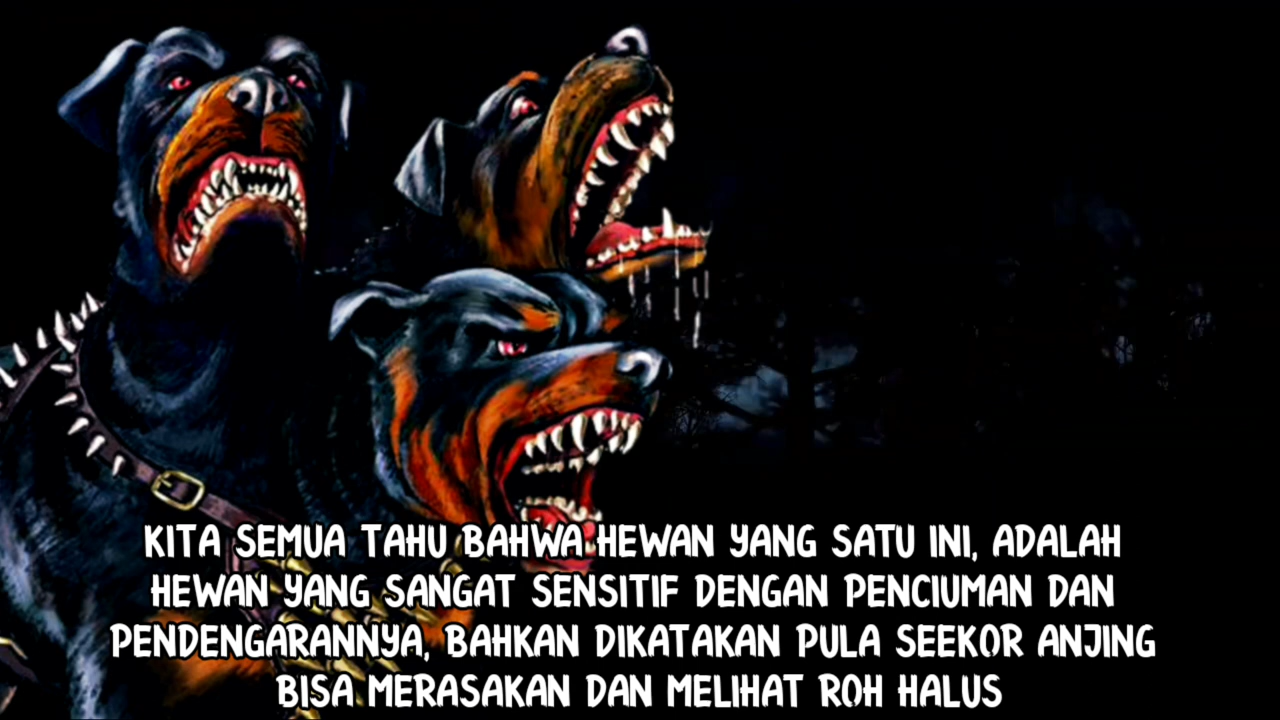 KITA SEMUA TAHU BAHWA HEWAN YANG SATU INI, ADALAH
HEWAN YANG SANGAT SENSITIF DENGAN PENCIUMAN DAN
PENDENGARANNYA, BAHKAN DIKATAKAN PULA SEEKOR ANJING
BISA MERASAKAN DAN MELIHAT ROH HALUS